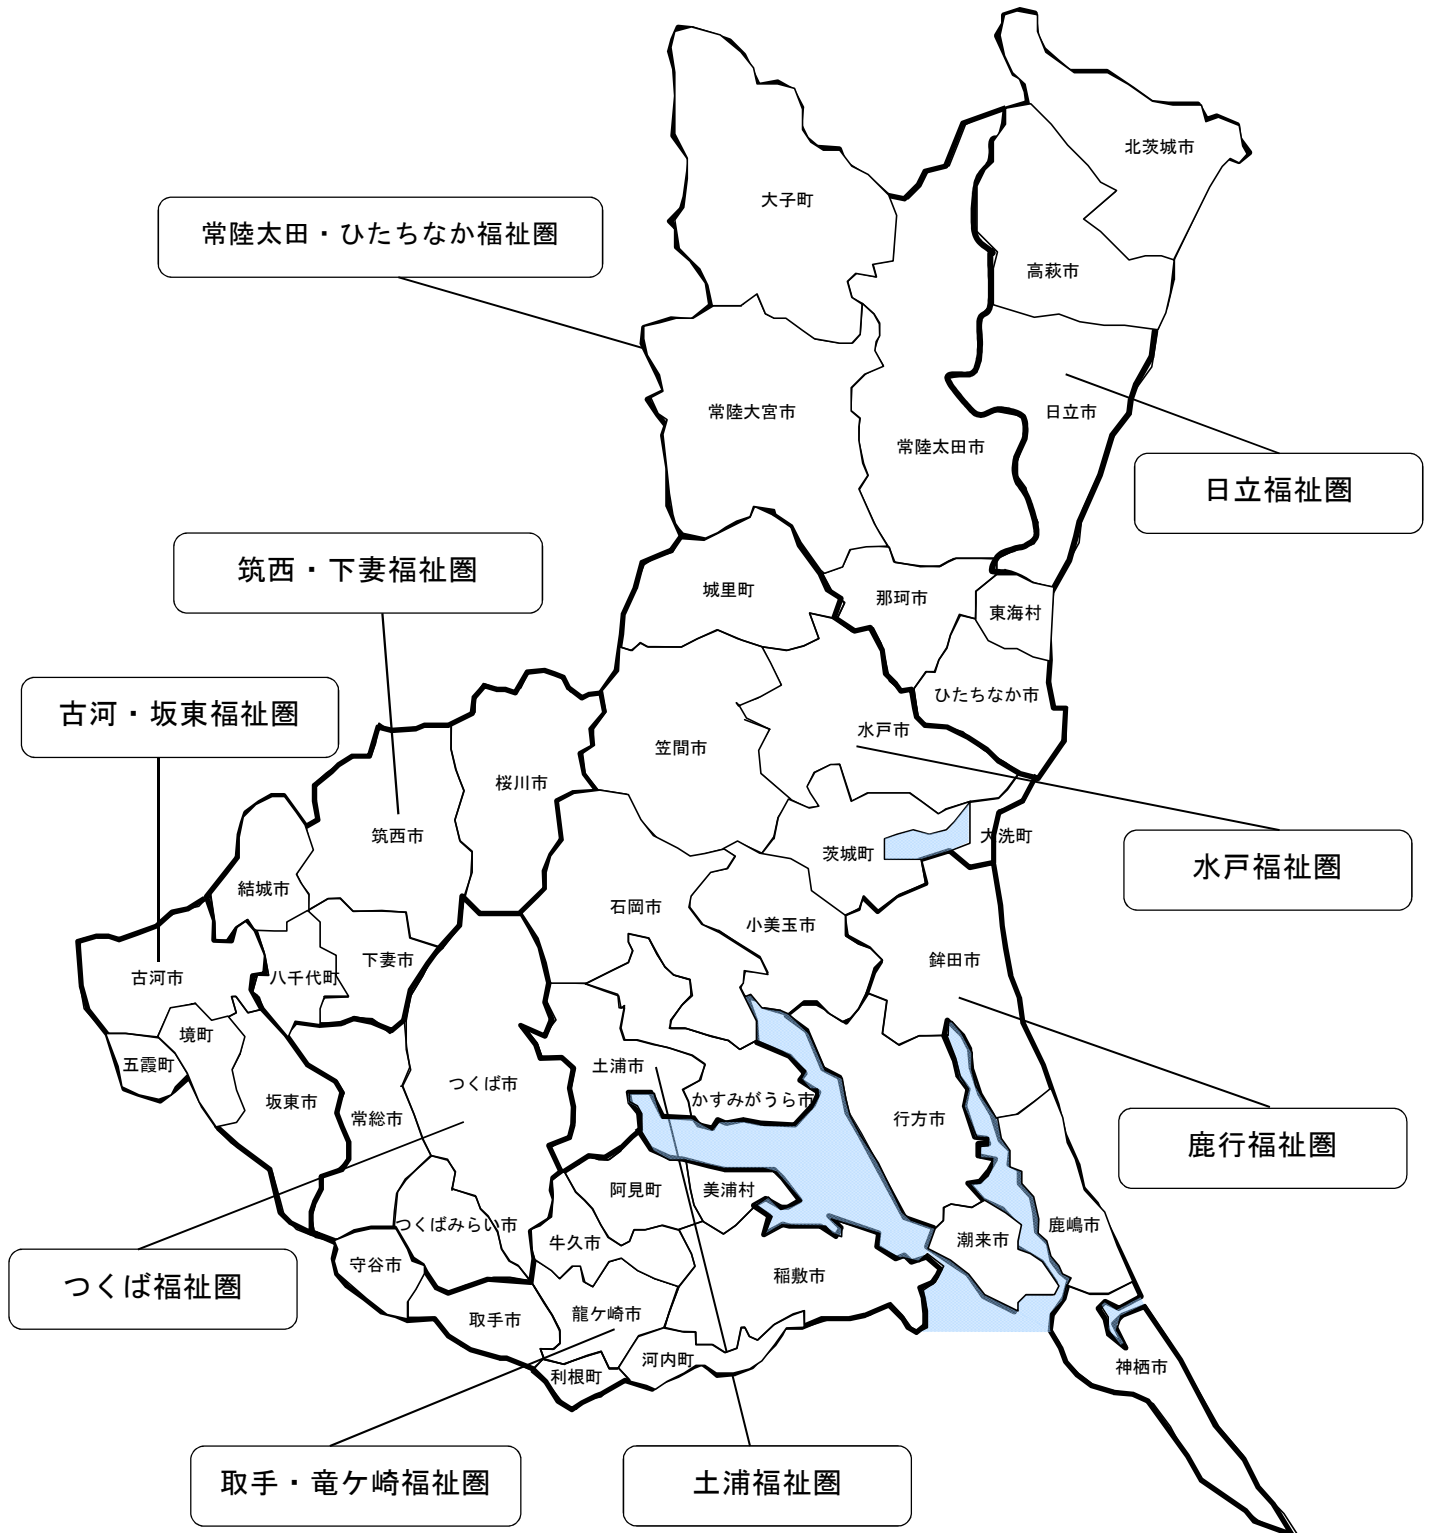 北茨城市
大子町
常陸太田・ひたちなか福祉圏
高萩市
常陸大宮市
日立市
常陸太田市
日立福祉圏
筑西・下妻福祉圏
城里町
那珂市
東海村
ひたちなか市
古河・坂東福祉圏
水戸市
笠間市
桜川市
筑西市
大洗町
茨城町
水戸福祉圏
結城市
石岡市
小美玉市
下妻市
鉾田市
古河市
八千代町
境町
五霞町
土浦市
つくば市
かすみがうら市
坂東市
常総市
行方市
鹿行福祉圏
阿見町
美浦村
つくばみらい市
鹿嶋市
牛久市
潮来市
守谷市
稲敷市
つくば福祉圏
取手市
龍ケ崎市
河内町
神栖市
利根町
取手・竜ケ崎福祉圏
土浦福祉圏